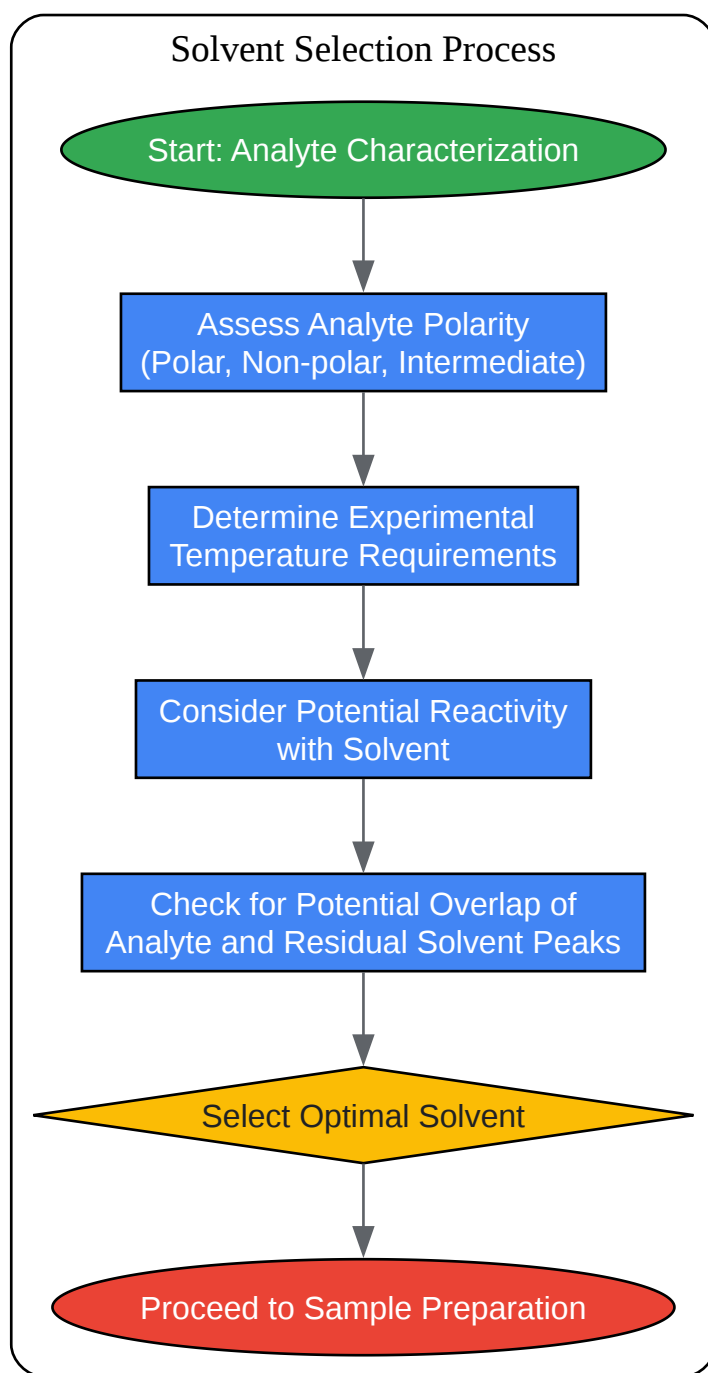 Solvent Selection Process
Start: Analyte Characterization
Assess Analyte Polarity
(Polar, Non-polar, Intermediate)
Determine Experimental
Temperature Requirements
Consider Potential Reactivity
with Solvent
Check for Potential Overlap of
Analyte and Residual Solvent Peaks
Select Optimal Solvent
Proceed to Sample Preparation